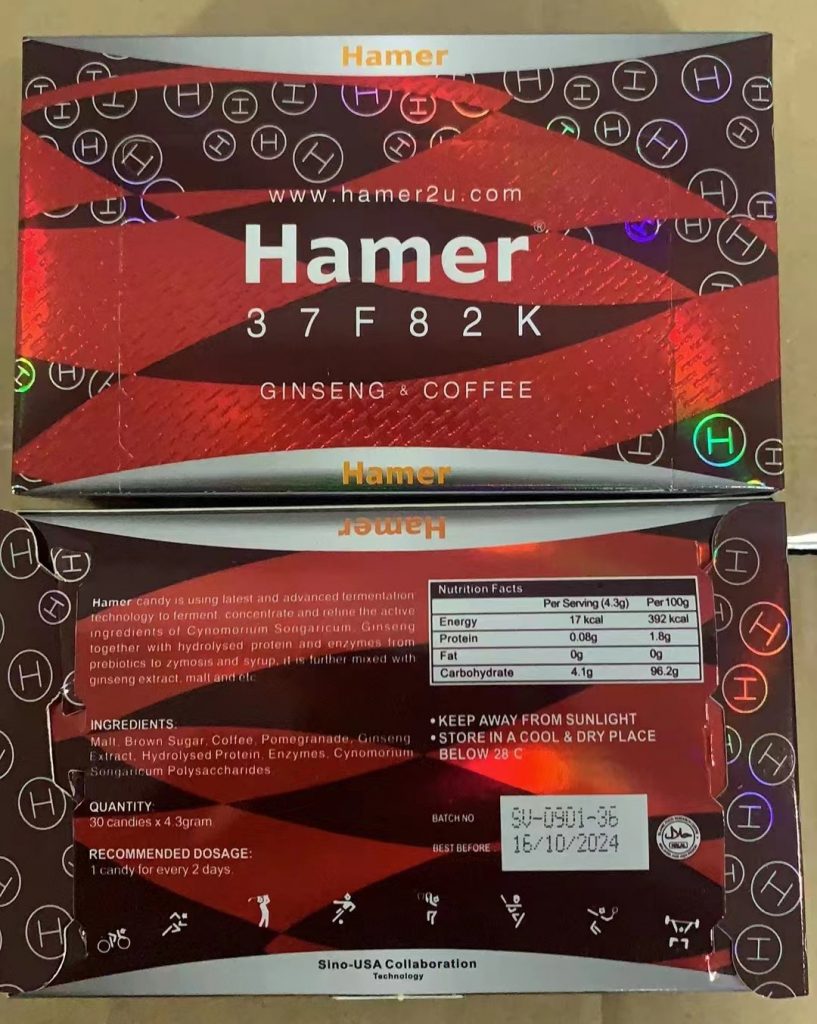 Hamer
www.hamer2u.com
Hamer®
37F82K
GINSENG & COFFEE
Hamer
Hamer
Hamer candy is using latest and advanced fermentation
technology to ferment, concentrate and refine the active
ingredients of Cynomorium Songaricum, Ginseng
together with hydrolysed protein and enzymes from
prebiotics to zymosis and syrup, it is further mixed with
ginseng extract, malt and etc
INGREDIENTS:
Malt, Brown Sugar, Coffee, Pomegranade, Ginseng
Extract, Hydrolysed Protein, Enzymes, Cynomorium
Songaricum Polysaccharides
QUANTITY:
30 candies x 4.3gram
RECOMMENDED DOSAGE:
1 candy for every 2 days.
Nutrition Facts
Per Serving (4.3g) Per100g
Energy 17 kcal 392 kcal
Protein 0.08g 1.8g
Fat 0g 0g
Carbohydrate 4.1g 96.2g
• KEEP AWAY FROM SUNLIGHT
• STORE IN A COOL & DRY PLACE
BELOW 28 C
BATCH NO SV-0901-36
BEST BEFORE 16/10/2024
حلال
HALAL
Sino-USA Collaboration
Technology